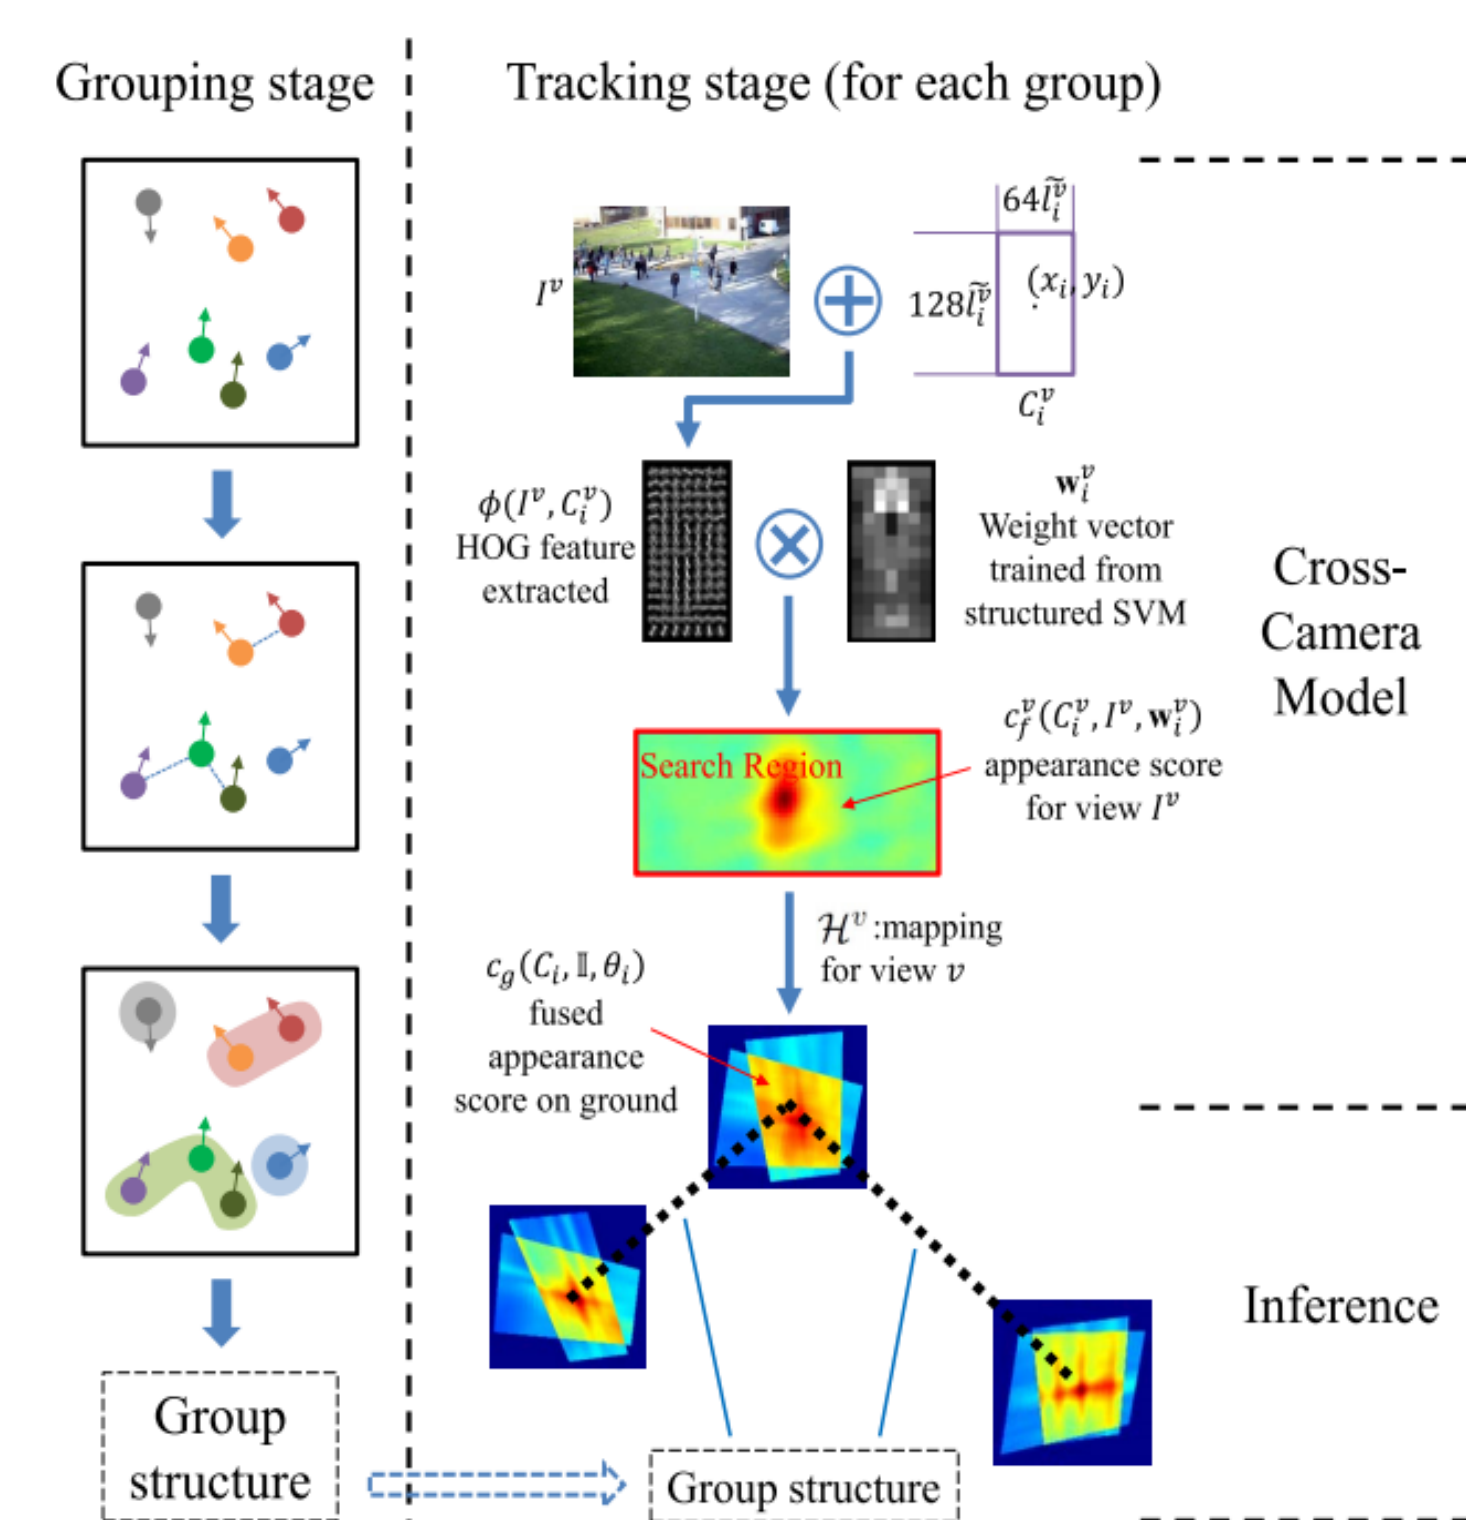 Grouping stage
Tracking stage (for each group)
64l̃ᵢᵛ
Iᵛ
128l̃ᵢᵛ
(xᵢ, yᵢ)
Cᵢᵛ
ϕ(Iᵛ, Cᵢᵛ)
HOG feature
extracted
𝐰ᵢᵛ
Weight vector
trained from
structured SVM
Cross-
Camera
Model
Search Region
c_fᵛ(Cᵢᵛ, Iᵛ, 𝐰ᵢᵛ)
appearance score
for view Iᵛ
ℋᵛ:mapping
for view v
c_g(Cᵢ, 𝕀, θᵢ)
fused
appearance
score on ground
Inference
Group
structure
Group structure